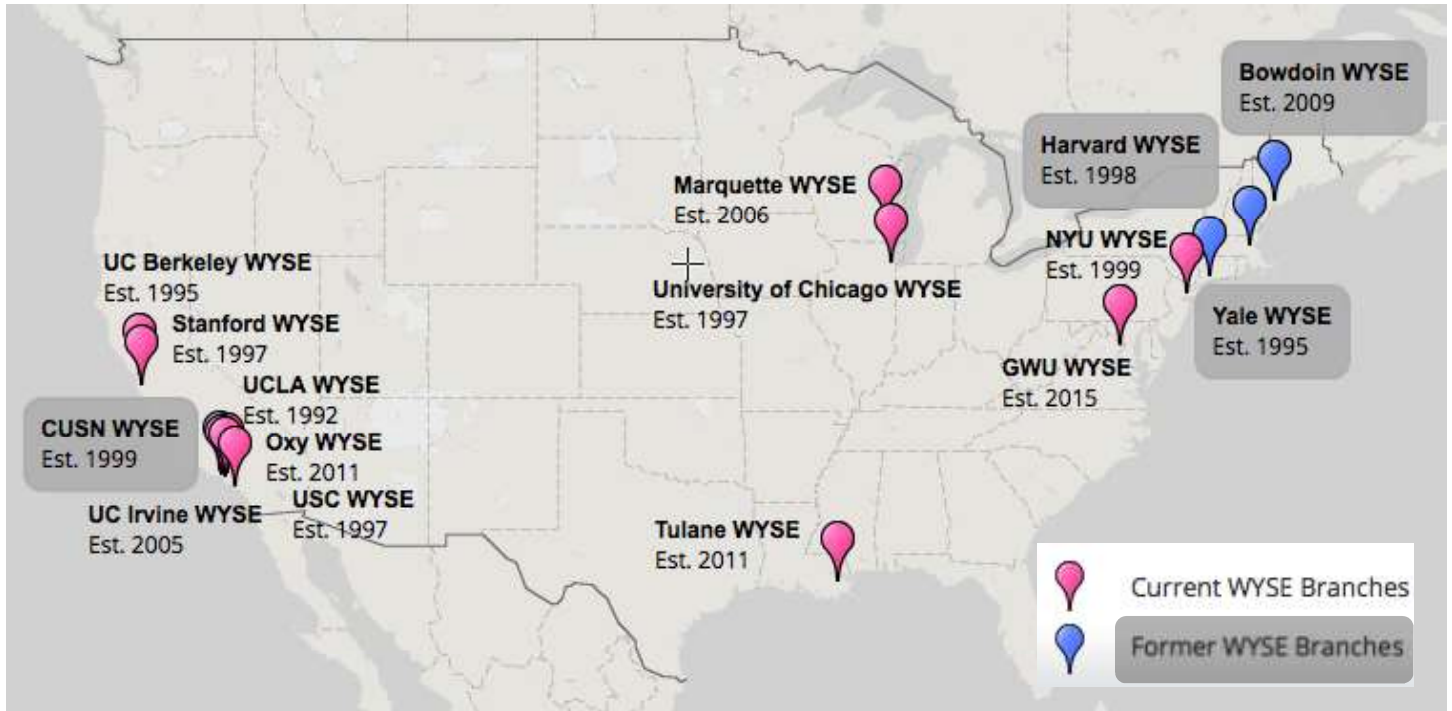 Bowdoin WYSE
Est. 2009
Harvard WYSE
Est. 1998
Marquette WYSE
Est. 2006
NYU WYSE
Est. 1999
UC Berkeley WYSE
Est. 1995
University of Chicago WYSE
Est. 1997
Stanford WYSE
Est. 1997
Yale WYSE
Est. 1995
GWU WYSE
Est. 2015
UCLA WYSE
Est. 1992
CUSN WYSE
Est. 1999
Oxy WYSE
Est. 2011
USC WYSE
Est. 1997
UC Irvine WYSE
Est. 2005
Tulane WYSE
Est. 2011
Current WYSE Branches
Former WYSE Branches